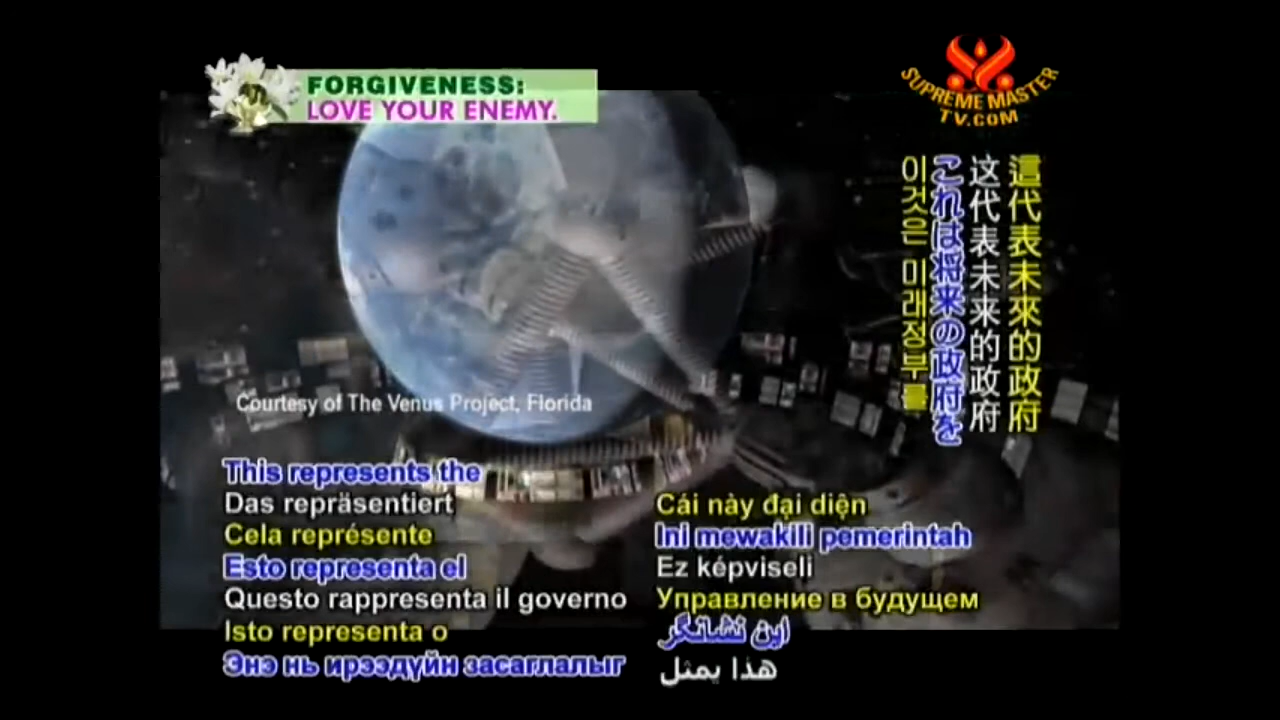 FORGIVENESS:
LOVE YOUR ENEMY.
SUPREME MASTER
TV.COM
這代表未來的政府
这代表未来的政府
これは将来の政府を
이것은 미래정부를
Courtesy of The Venus Project, Florida
This represents the
Das repräsentiert
Cela représente
Esto representa el
Questo rappresenta il governo
Isto representa o
Энэ нь ирээдүйн засаглалыг
Cái này đại diện
Ini mewakili pemerintah
Ez képviseli
Управление в будущем
این نشانگر
هذا يمثل